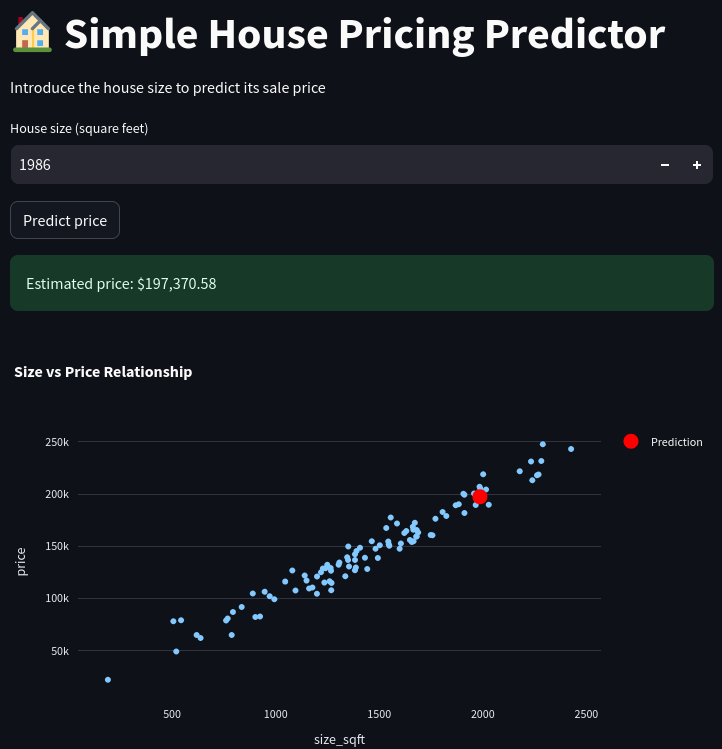 Simple House Pricing Predictor
Introduce the house size to predict its sale price
House size (square feet)
1986
Predict price
Estimated price: $197,370.58
Size vs Price Relationship
250k
200k
150k
100k
50k
price
500 1000 1500 2000 2500
size_sqft
Prediction